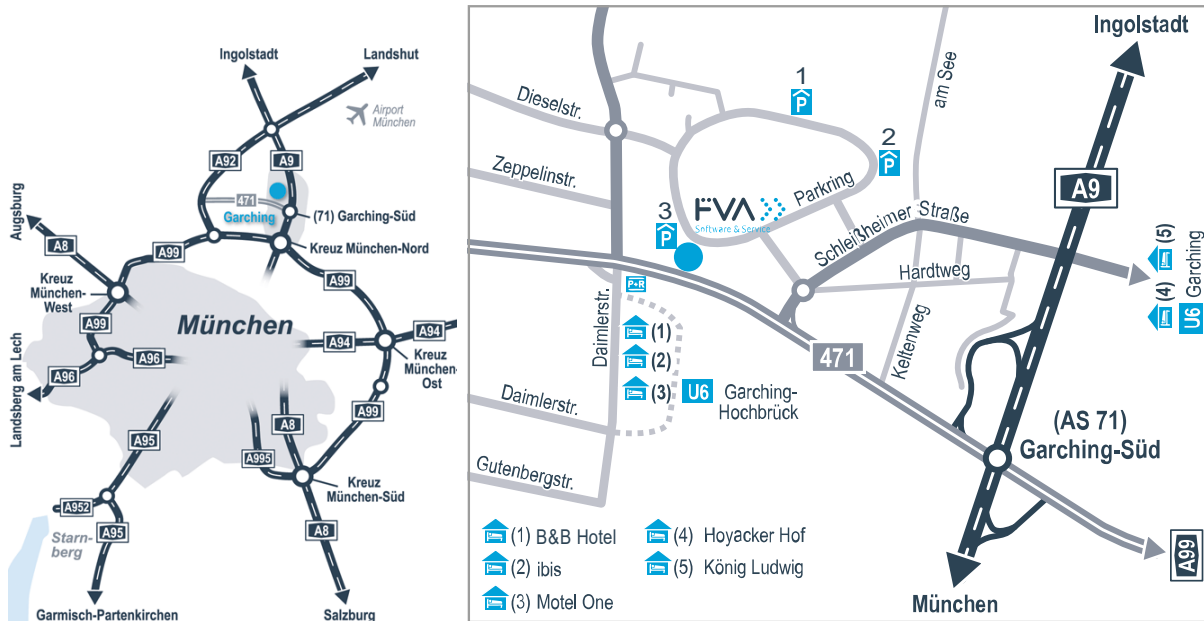 Ingolstadt
Landshut
Airport
München
A92
A9
471
Garching
(71) Garching-Süd
Augsburg
A8
A99
Kreuz München-Nord
Kreuz
München-
West
A99
A99
München
A94
A94
Kreuz
München-
Ost
Landsberg am Lech
A96
A96
A99
A95
A8
A995
Kreuz
München-Süd
A952
A95
A8
Starn-
berg
Garmisch-Partenkirchen
Salzburg
Ingolstadt
am See
1
P
Dieselstr.
2
P
Zeppelinstr.
Parkring
A9
FVA
Software & Service
3
P
Schleißheimer Straße
Hardtweg
(5)
(4)
Garching
U6
P+R
Daimlerstr.
(1)
(2)
(3)
U6
Garching-
Hochbrück
471
Keltenweg
Daimlerstr.
(AS 71)
Garching-Süd
Gutenbergstr.
(1) B&B Hotel
(2) ibis
(3) Motel One
(4) Hoyacker Hof
(5) König Ludwig
A99
München